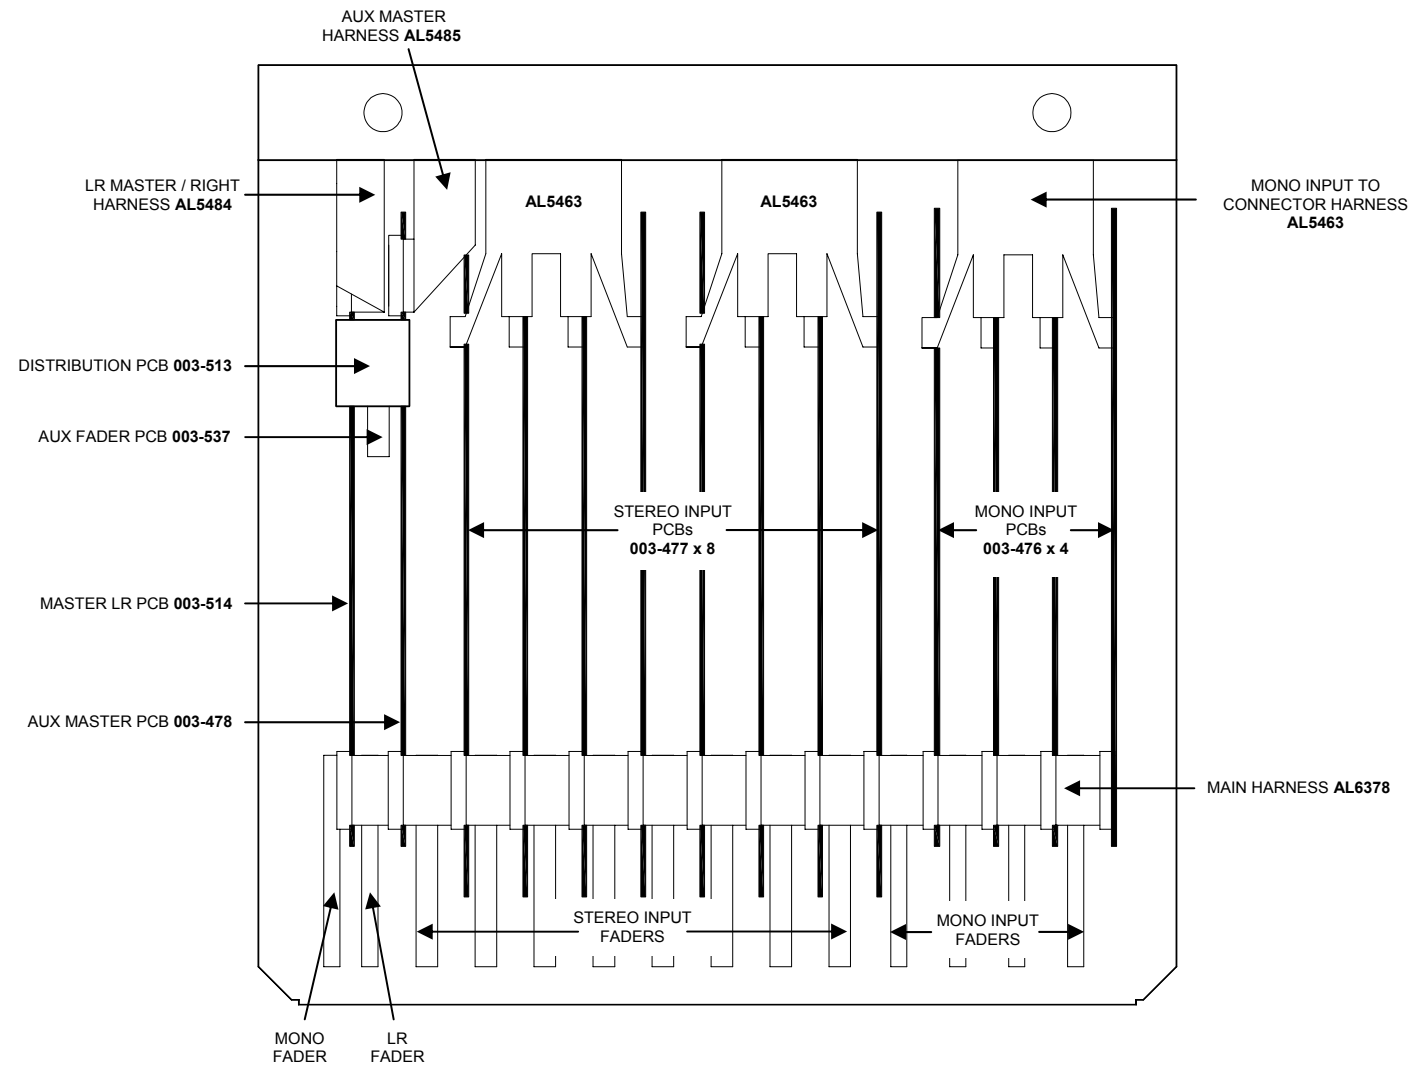 AUX MASTER
HARNESS AL5485
LR MASTER / RIGHT
HARNESS AL5484
AL5463
AL5463
MONO INPUT TO
CONNECTOR HARNESS
AL5463
DISTRIBUTION PCB 003-513
AUX FADER PCB 003-537
STEREO INPUT
PCBs
003-477 x 8
MONO INPUT
PCBs
003-476 x 4
MASTER LR PCB 003-514
AUX MASTER PCB 003-478
MAIN HARNESS AL6378
STEREO INPUT
FADERS
MONO INPUT
FADERS
MONO
FADER
LR
FADER